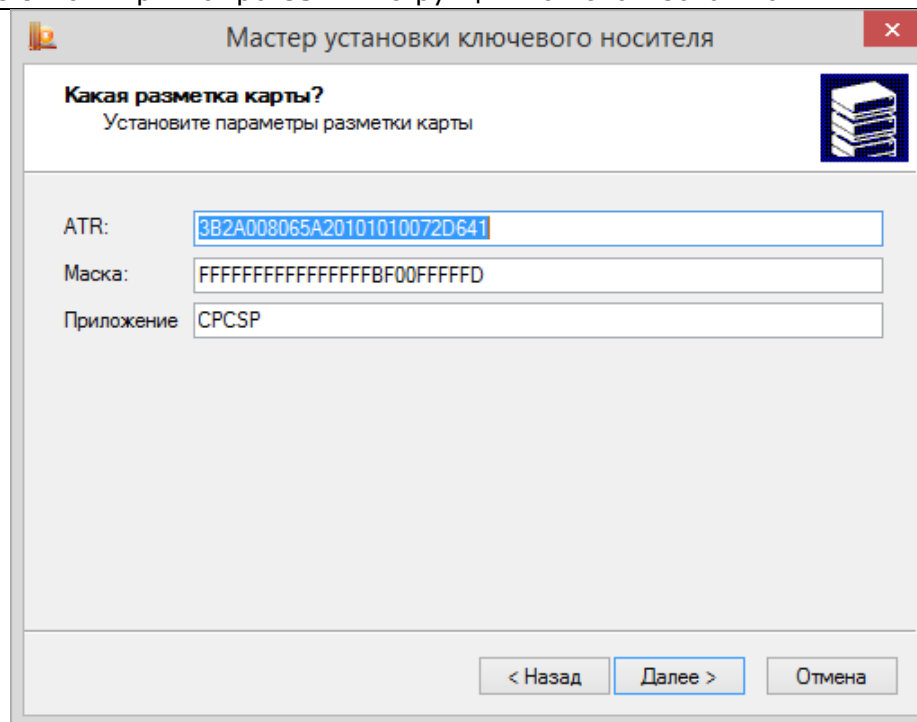 Мастер установки ключевого носителя
Какая разметка карты?
Установите параметры разметки карты
ATR: 3B2A008065A20101010072D641
Маска: FFFFFFFFFFFFFFFFBF00FFFFFD
Приложение CPCSP
< Назад Далее > Отмена